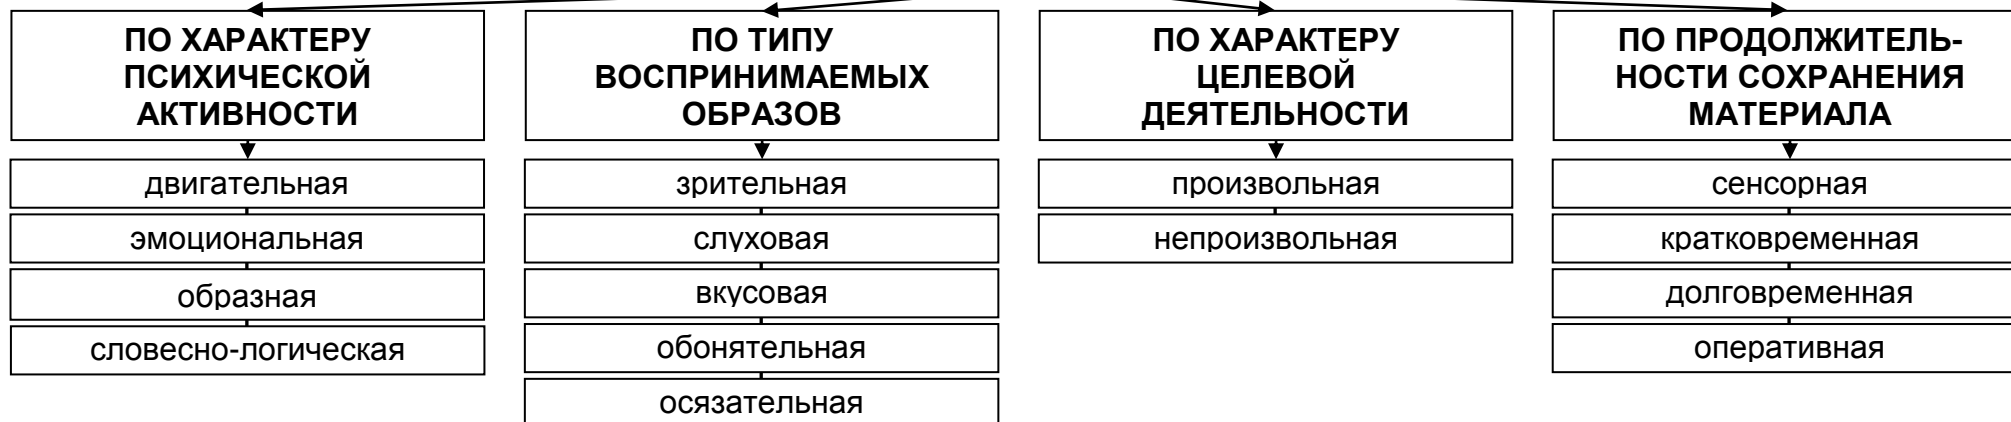 ПО ХАРАКТЕРУ
ПСИХИЧЕСКОЙ
АКТИВНОСТИ
двигательная
эмоциональная
образная
словесно-логическая
ПО ТИПУ
ВОСПРИНИМАЕМЫХ
ОБРАЗОВ
зрительная
слуховая
вкусовая
обонятельная
осязательная
ПО ХАРАКТЕРУ
ЦЕЛЕВОЙ
ДЕЯТЕЛЬНОСТИ
произвольная
непроизвольная
ПО ПРОДОЛЖИТЕЛЬ-
НОСТИ СОХРАНЕНИЯ
МАТЕРИАЛА
сенсорная
кратковременная
долговременная
оперативная